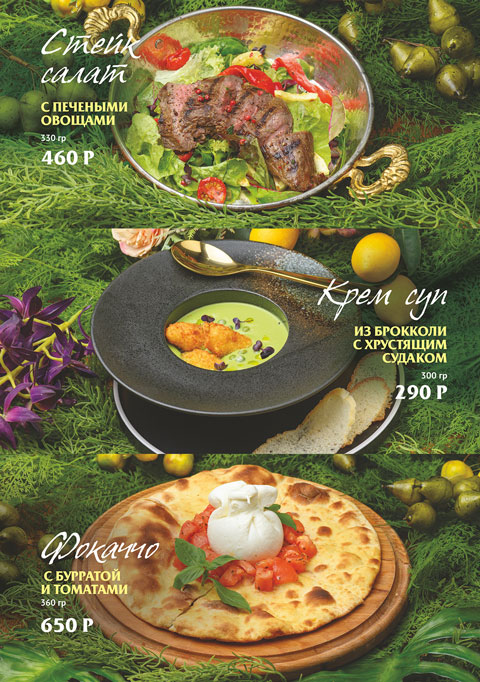 Стейк
салат
С ПЕЧЕНЫМИ
ОВОЩАМИ
330 гр
460 Р
Крем суп
ИЗ БРОККОЛИ
С ХРУСТЯЩИМ
СУДАКОМ
300 гр
290 Р
Фокаччо
С БУРРАТОЙ
И ТОМАТАМИ
360 гр
650 Р